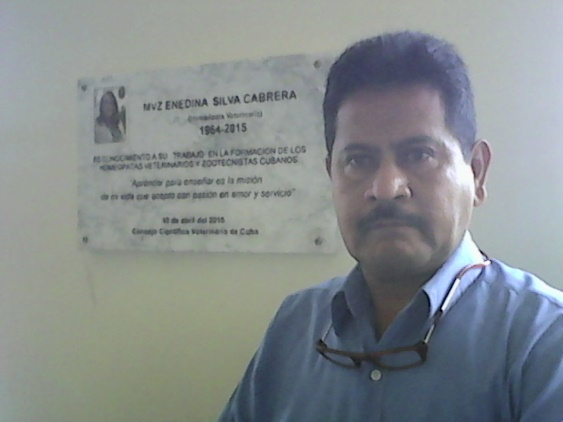 MVZ ENEDINA SILVA CABRERA
(Homeópata Veterinaria)
1964-2015
RECONOCIMIENTO A SU TRABAJO EN LA FORMACION DE LOS
HOMEOPATAS VETERINARIOS Y ZOOTECNISTAS CUBANOS.
"Aprender para enseñar es la misión
de mi vida que acepto con pasión en amor y servicio"
10 de abril del 2015
Consejo Científico Veterinario de Cuba